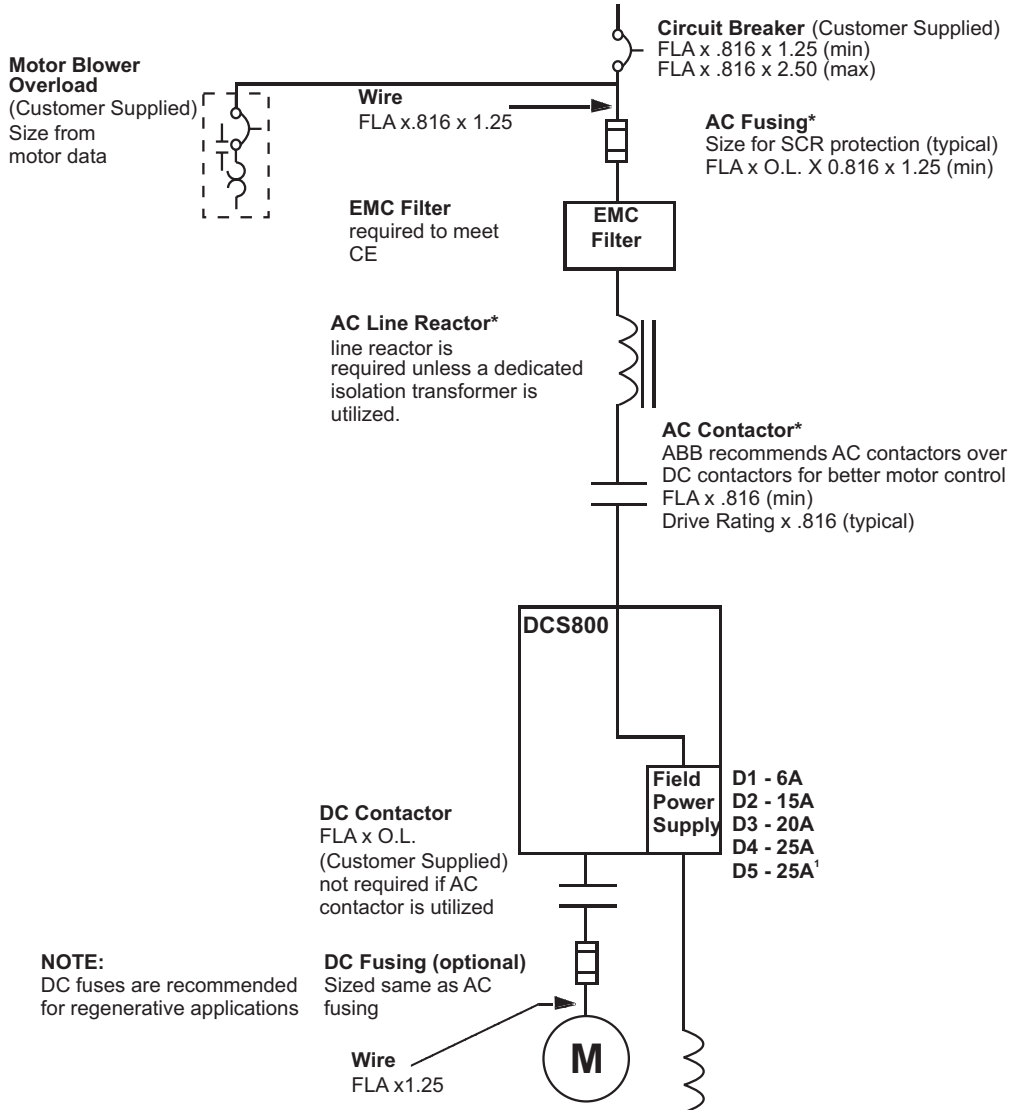 Circuit Breaker (Customer Supplied)
FLA x .816 x 1.25 (min)
FLA x .816 x 2.50 (max)
Motor Blower
Overload
(Customer Supplied)
Size from
motor data
Wire
FLA x.816 x 1.25
AC Fusing*
Size for SCR protection (typical)
FLA x O.L. X 0.816 x 1.25 (min)
EMC Filter
required to meet
CE
EMC
Filter
AC Line Reactor*
line reactor is
required unless a dedicated
isolation transformer is
utilized.
AC Contactor*
ABB recommends AC contactors over
DC contactors for better motor control
FLA x .816 (min)
Drive Rating x .816 (typical)
DCS800
Field
Power
Supply
D1 - 6A
D2 - 15A
D3 - 20A
D4 - 25A
D5 - 25A¹
DC Contactor
FLA x O.L.
(Customer Supplied)
not required if AC
contactor is utilized
NOTE:
DC fuses are recommended
for regenerative applications
DC Fusing (optional)
Sized same as AC
fusing
Wire
FLA x1.25
M